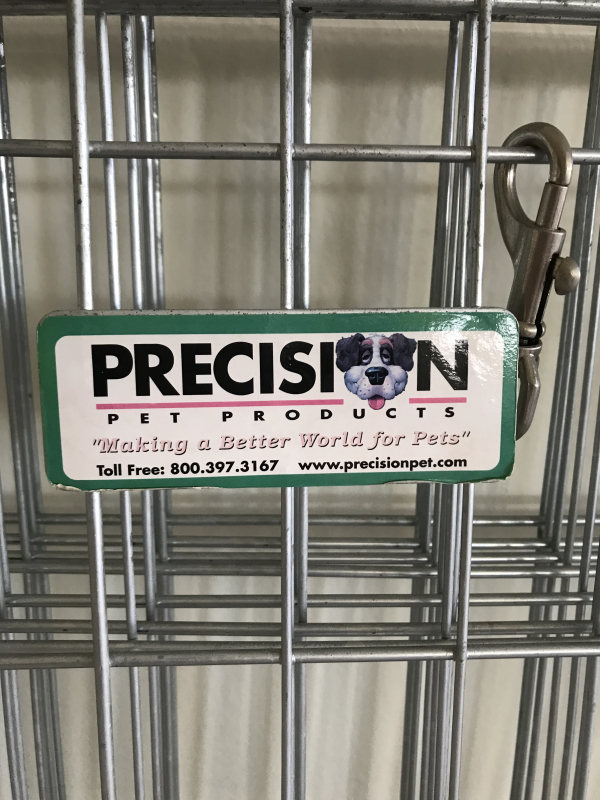 PRECISION
PET PRODUCTS
"Making a Better World for Pets"
Toll Free: 800.397.3167 www.precisionpet.com